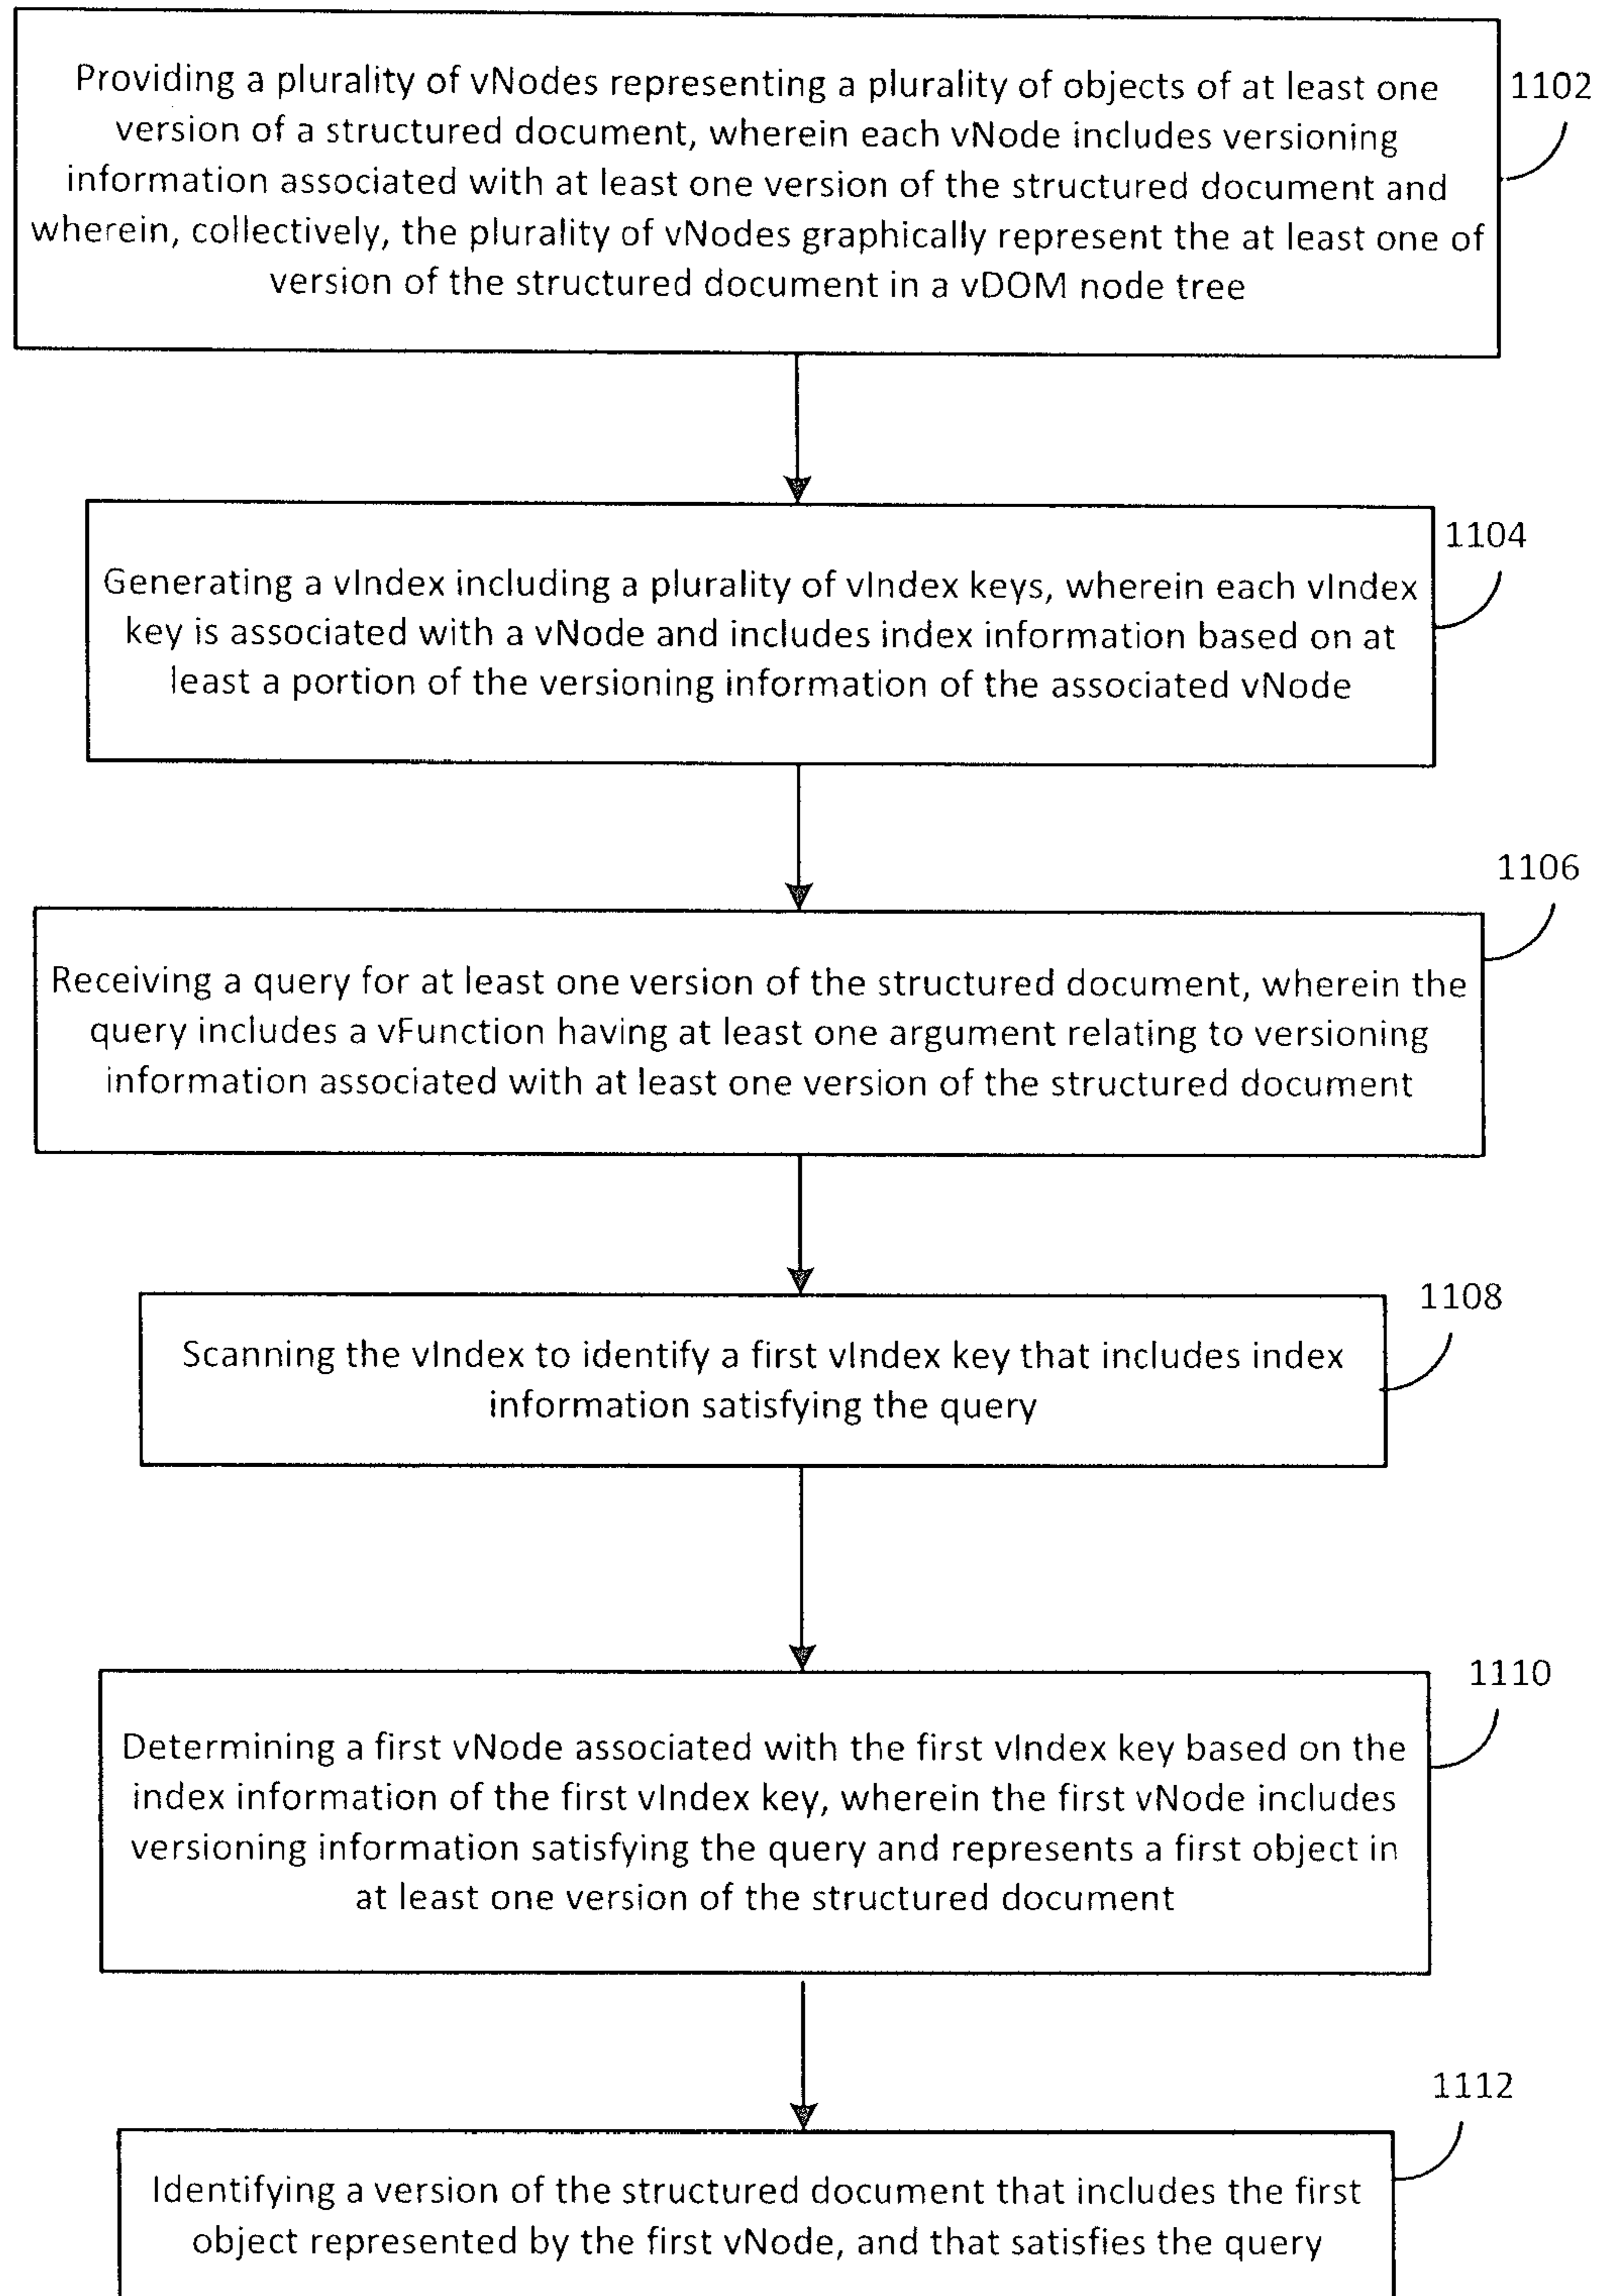 Providing a plurality of vNodes representing a plurality of objects of at least one
version of a structured document, wherein each vNode includes versioning
information associated with at least one version of the structured document and
wherein, collectively, the plurality of vNodes graphically represent the at least one of
version of the structured document in a vDOM node tree
1102
Generating a vIndex including a plurality of vIndex keys, wherein each vIndex
key is associated with a vNode and includes index information based on at
least a portion of the versioning information of the associated vNode
1104
Receiving a query for at least one version of the structured document, wherein the
query includes a vFunction having at least one argument relating to versioning
information associated with at least one version of the structured document
1106
Scanning the vIndex to identify a first vIndex key that includes index
information satisfying the query
1108
Determining a first vNode associated with the first vIndex key based on the
index information of the first vIndex key, wherein the first vNode includes
versioning information satisfying the query and represents a first object in
at least one version of the structured document
1110
Identifying a version of the structured document that includes the first
object represented by the first vNode, and that satisfies the query
1112